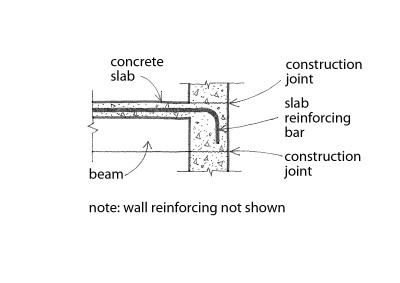 concrete
slab
construction
joint
slab
reinforcing
bar
construction
joint
beam
note: wall reinforcing not shown